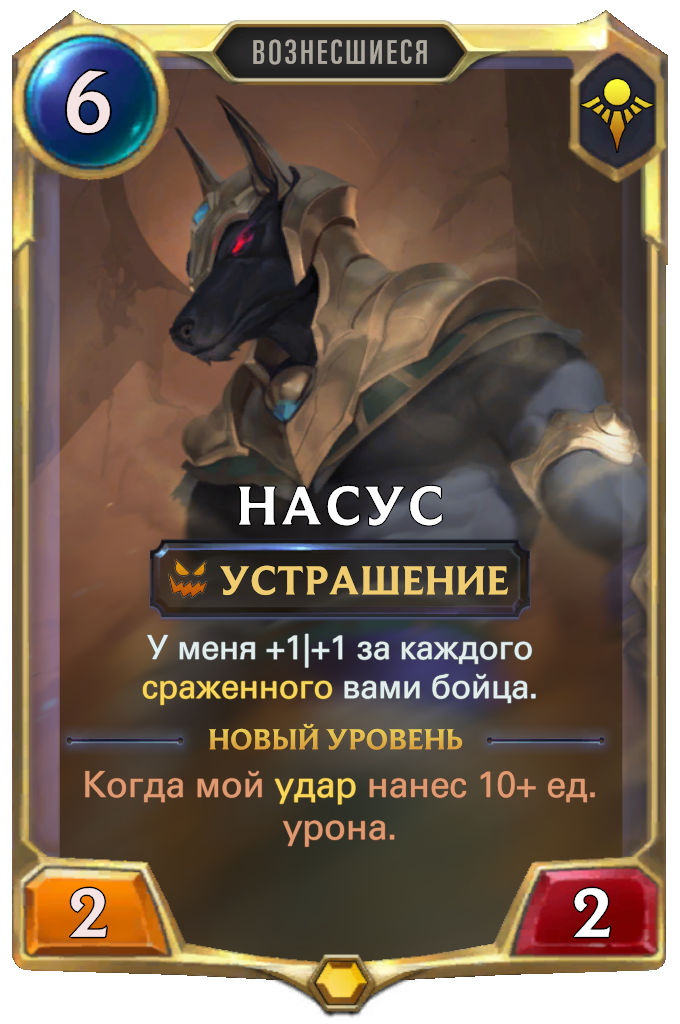 ВОЗНЕСШИЕСЯ
6
НАСУС
УСТРАШЕНИЕ
У меня +1|+1 за каждого
сраженного вами бойца.
НОВЫЙ УРОВЕНЬ
Когда мой удар нанес 10+ ед.
урона.
2
2